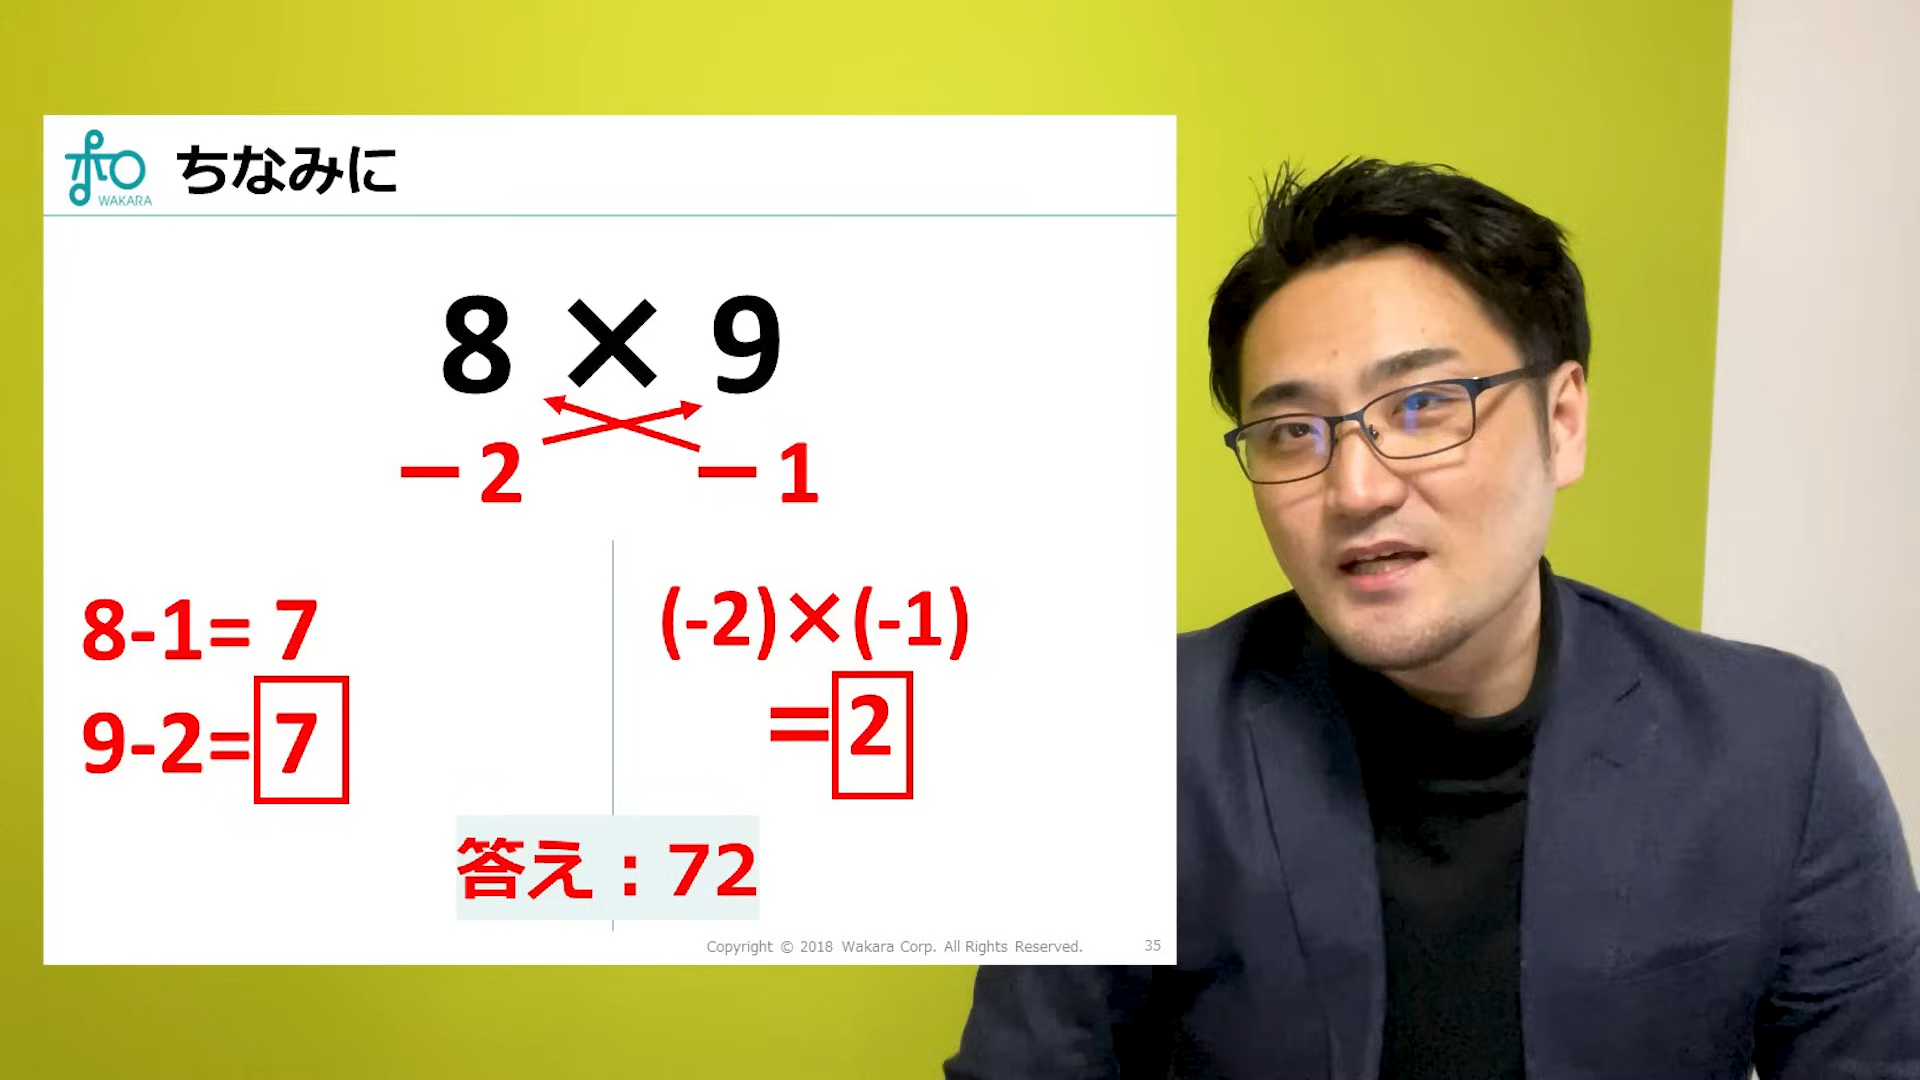 WAKARA
ちなみに
8 × 9
－2 －1
8-1= 7
9-2= 7
(-2)×(-1)
=2
答え：72
Copyright © 2018 Wakara Corp. All Rights Reserved.
35